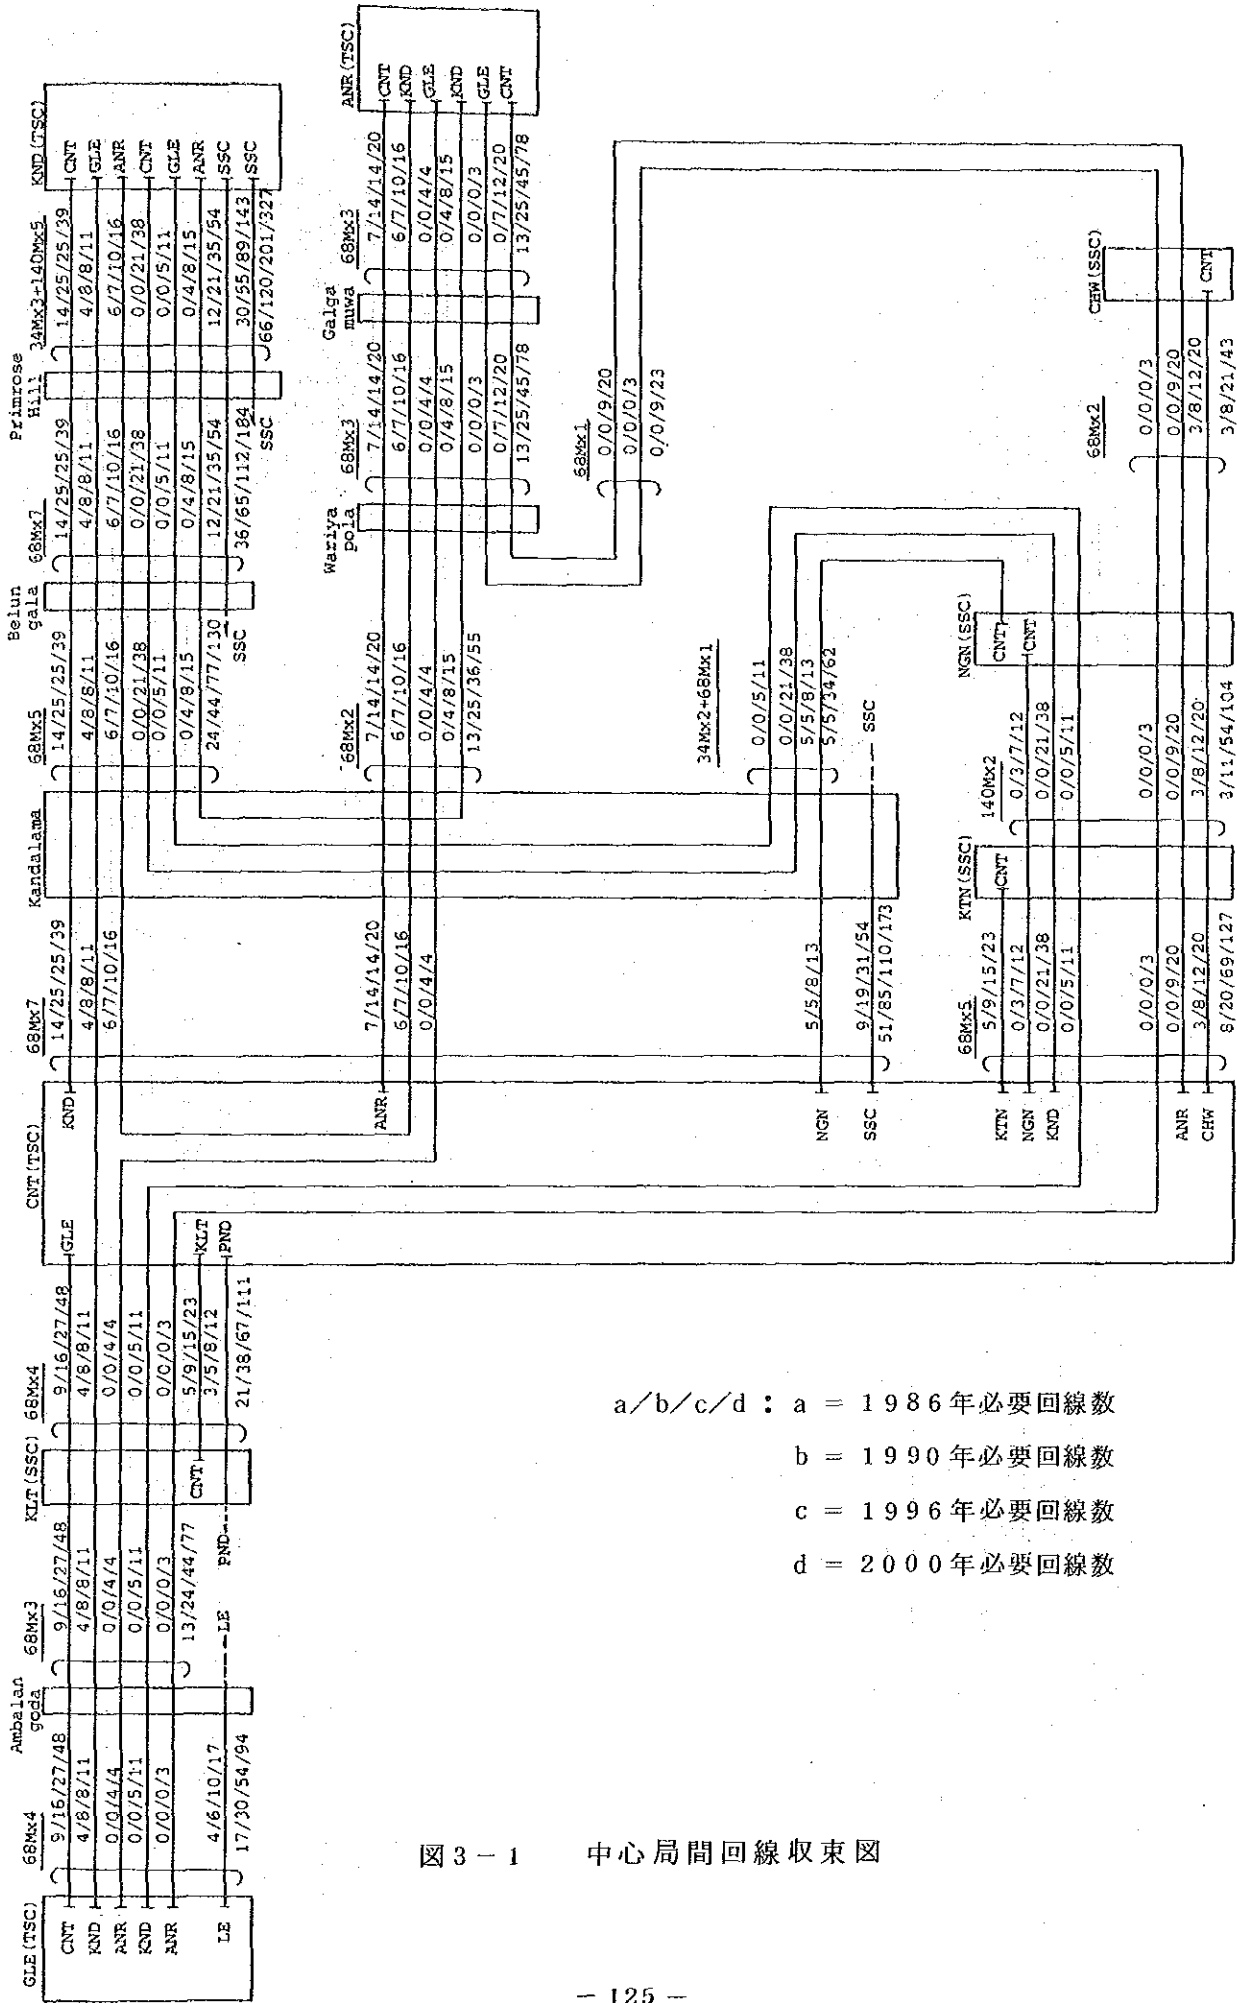 GLE(TSC)
CNT
KND
ANR
KND
ANR
LE
68Mx4
9/16/27/48
4/8/8/11
0/0/4/4
0/0/5/11
0/0/0/3
4/6/10/17
17/30/54/94
Ambalan
goda
68Mx3
9/16/27/48
4/8/8/11
0/0/4/4
0/0/5/11
0/0/0/3
13/24/44/77
LE
PND
KLT(SSC)
CNT
68Mx4
9/16/27/48
4/8/8/11
0/0/4/4
0/0/5/11
0/0/0/3
5/9/15/23
3/5/8/12
21/38/67/111
CNT(TSC)
GLE
KLT
PND
KND
ANR
NGN
SSC
KTN
NGN
KND
ANR
CHW
68Mx7
14/25/25/39
4/8/8/11
6/7/10/16
7/14/14/20
6/7/10/16
0/0/4/4
5/5/8/13
9/19/31/54
51/85/110/173
Kandalama
68Mx5
14/25/25/39
4/8/8/11
6/7/10/16
0/0/21/38
0/0/5/11
0/4/8/15
24/44/77/130
SSC
Belun
gala
68Mx7
14/25/25/39
4/8/8/11
6/7/10/16
0/0/21/38
0/0/5/11
0/4/8/15
12/21/35/54
36/65/112/184
SSC
Primrose
Hill
34Mx3+140Mx5
14/25/25/39
4/8/8/11
6/7/10/16
0/0/21/38
0/0/5/11
0/4/8/15
12/21/35/54
30/55/89/143
66/120/201/327
KND(TSC)
CNT
GLE
ANR
CNT
GLE
ANR
SSC
SSC
68Mx2
7/14/14/20
6/7/10/16
0/0/4/4
0/4/8/15
13/25/36/55
Wariya
pola
68Mx3
7/14/14/20
6/7/10/16
0/0/4/4
0/4/8/15
0/0/0/3
0/7/12/20
13/25/45/78
Galga
muwa
68Mx3
7/14/14/20
6/7/10/16
0/0/4/4
0/4/8/15
0/0/0/3
0/7/12/20
13/25/45/78
ANR(TSC)
CNT
KND
GLE
KND
GLE
CNT
68Mx1
0/0/9/20
0/0/0/3
0/0/9/23
34Mx2+68Mx1
0/0/5/11
0/0/21/38
5/5/8/13
5/5/34/62
SSC
68Mx5
5/9/15/23
0/3/7/12
0/0/21/38
0/0/5/11
0/0/0/3
0/0/9/20
3/8/12/20
8/20/69/127
KTN(SSC)
CNT
140Mx2
0/3/7/12
0/0/21/38
0/0/5/11
0/0/0/3
0/0/9/20
3/8/12/20
3/11/54/104
NGN(SSC)
CNT
CNT
68Mx2
0/0/0/3
0/0/9/20
3/8/12/20
3/8/21/43
CHW(SSC)
CNT
a/b/c/d : a = 1986年必要回線数
b = 1990年必要回線数
c = 1996年必要回線数
d = 2000年必要回線数
図3-1 中心局間回線収束図
- 125 -